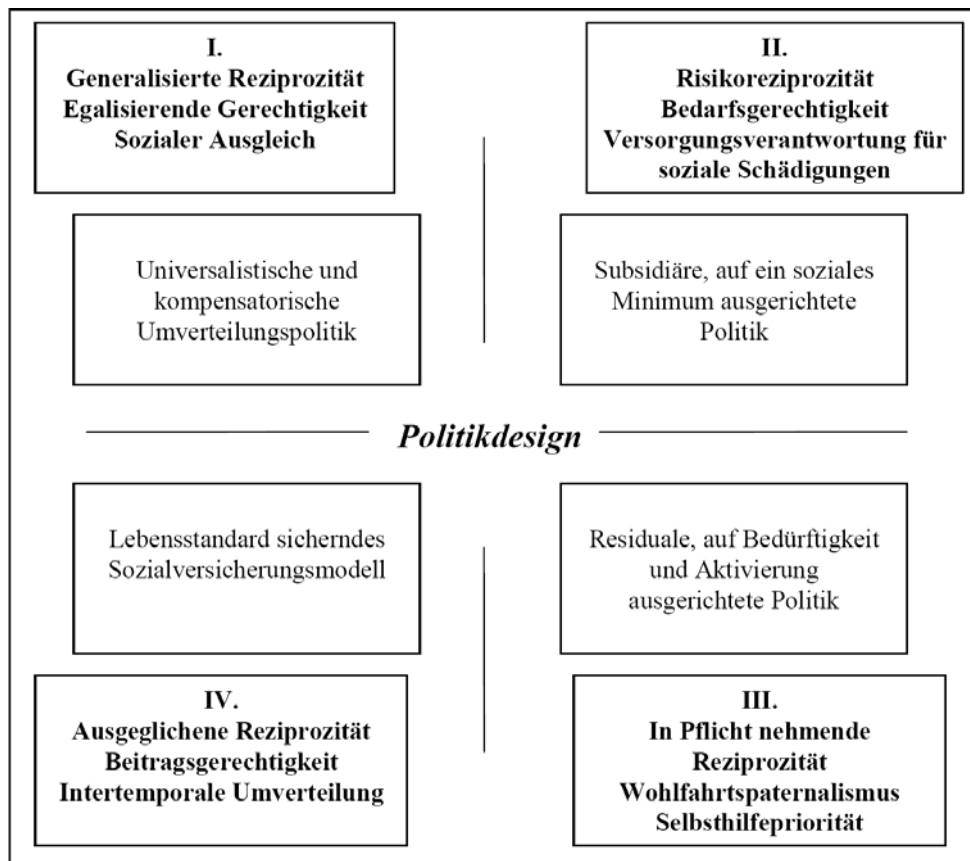 I.
Generalisierte Reziprozität
Egalisierende Gerechtigkeit
Sozialer Ausgleich
II.
Risikoreziprozität
Bedarfsgerechtigkeit
Versorgungsverantwortung für
soziale Schädigungen
Universalistische und
kompensatorische
Umverteilungspolitik
Subsidiäre, auf ein soziales
Minimum ausgerichtete
Politik
Politikdesign
Lebensstandard sicherndes
Sozialversicherungsmodell
Residuale, auf Bedürftigkeit
und Aktivierung
ausgerichtete Politik
IV.
Ausgeglichene Reziprozität
Beitragsgerechtigkeit
Intertemporale Umverteilung
III.
In Pflicht nehmende
Reziprozität
Wohlfahrtspaternalismus
Selbsthilfepriorität